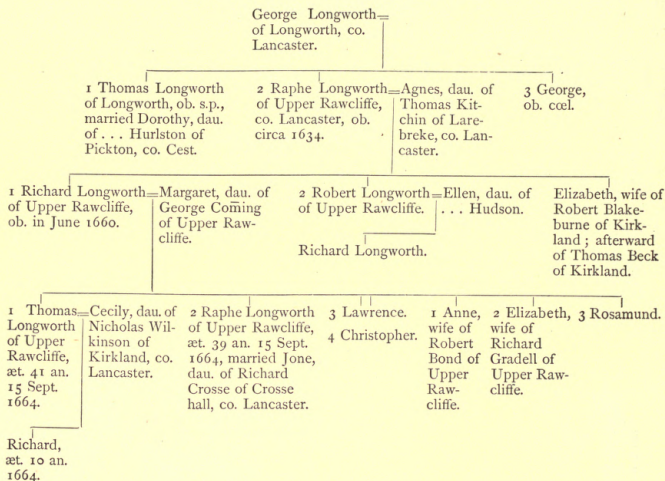 George Longworth=
of Longworth, co.
Lancaster.
1 Thomas Longworth
of Longworth, ob. s.p.,
married Dorothy, dau.
of . . . Hurlston of
Pickton, co. Cest.
2 Raphe Longworth=
of Upper Rawcliffe,
co. Lancaster, ob.
circa 1634.
Agnes, dau. of
Thomas Kit-
chin of Lare-
breke, co. Lan-
caster.
3 George,
ob. cœl.
1 Richard Longworth=
of Upper Rawcliffe,
ob. in June 1660.
Margaret, dau. of
George Com̄ing
of Upper Raw-
cliffe.
2 Robert Longworth=
of Upper Rawcliffe.
Ellen, dau. of
. . . Hudson.
Elizabeth, wife of
Robert Blake-
burne of Kirk-
land ; afterward
of Thomas Beck
of Kirkland.
Richard Longworth.
1 Thomas=
Longworth
of Upper
Rawcliffe,
æt. 41 an.
15 Sept.
1664.
Cecily, dau. of
Nicholas Wil-
kinson of
Kirkland, co.
Lancaster.
2 Raphe Longworth
of Upper Rawcliffe,
æt. 39 an. 15 Sept.
1664, married Jone,
dau. of Richard
Crosse of Crosse
hall, co. Lancaster.
3 Lawrence.
4 Christopher.
1 Anne,
wife of
Robert
Bond of
Upper
Raw-
cliffe.
2 Elizabeth,
wife of
Richard
Gradell of
Upper Raw-
cliffe.
3 Rosamund.
Richard,
æt. 10 an.
1664.